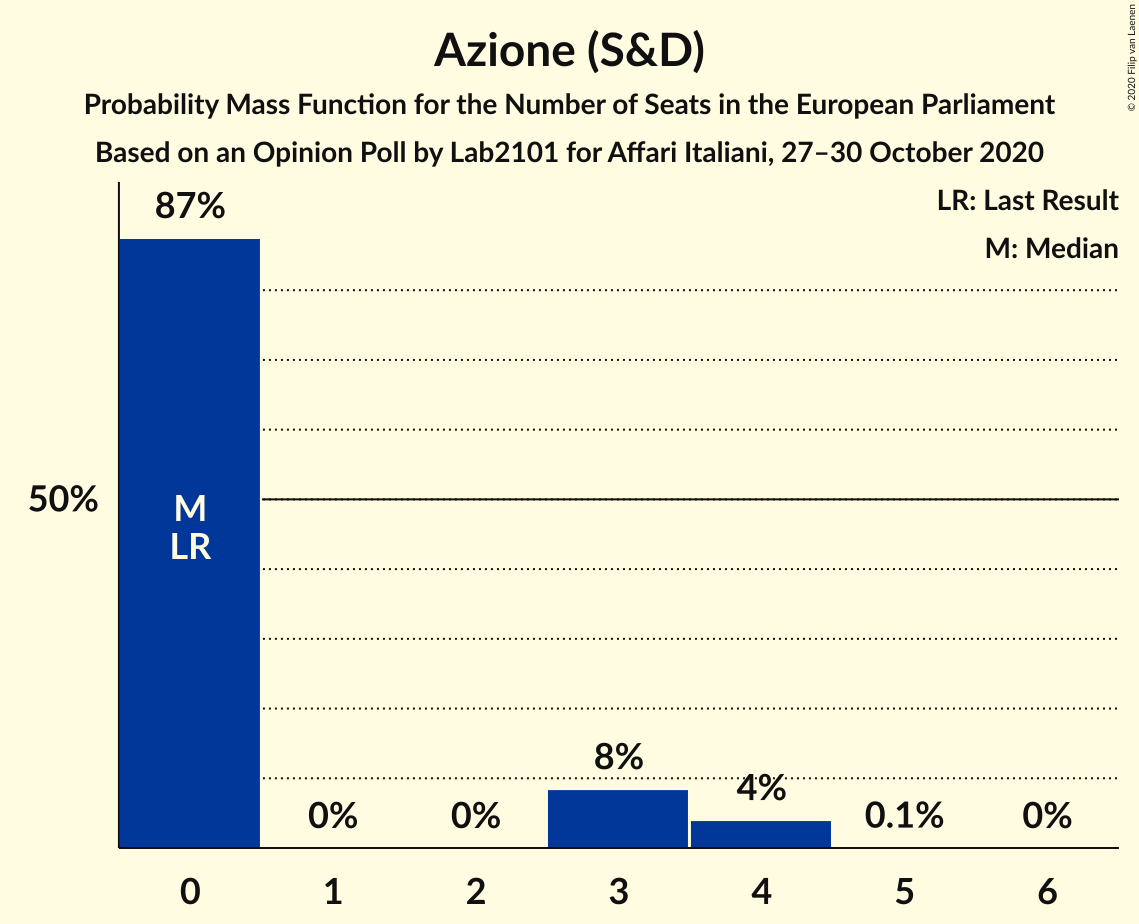 Azione (S&D)
Probability Mass Function for the Number of Seats in the European Parliament
Based on an Opinion Poll by Lab2101 for Affari Italiani, 27–30 October 2020
© 2020 Filip van Laenen
LR: Last Result
M: Median
87%
50%
M
LR
0%
0%
8%
4%
0.1%
0%
0
1
2
3
4
5
6